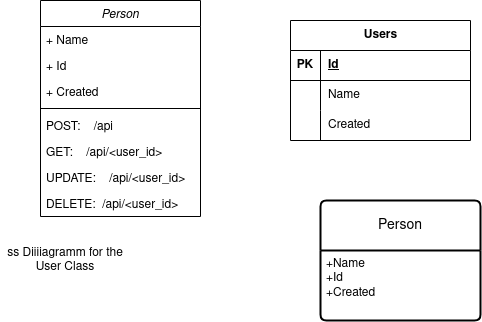 Person
+ Name
+ Id
+ Created
POST: /api
GET: /api/<user_id>
UPDATE: /api/<user_id>
DELETE: /api/<user_id>
ss Diiiiagramm for the
User Class
Users
PK Id
Name
Created
Person
+Name
+Id
+Created